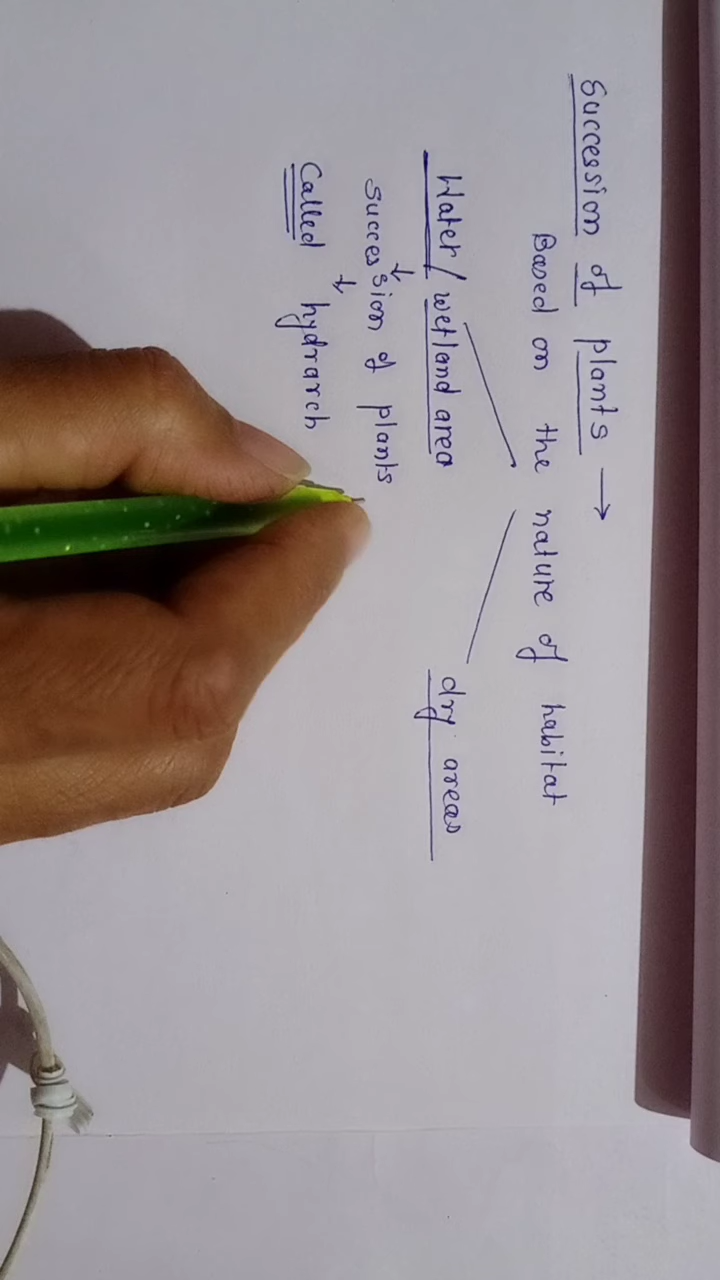 Succession of plants →
Based on the nature of habitat
Water / wetland area
dry areas
↓
succession of plants
↓
Called hydrarch